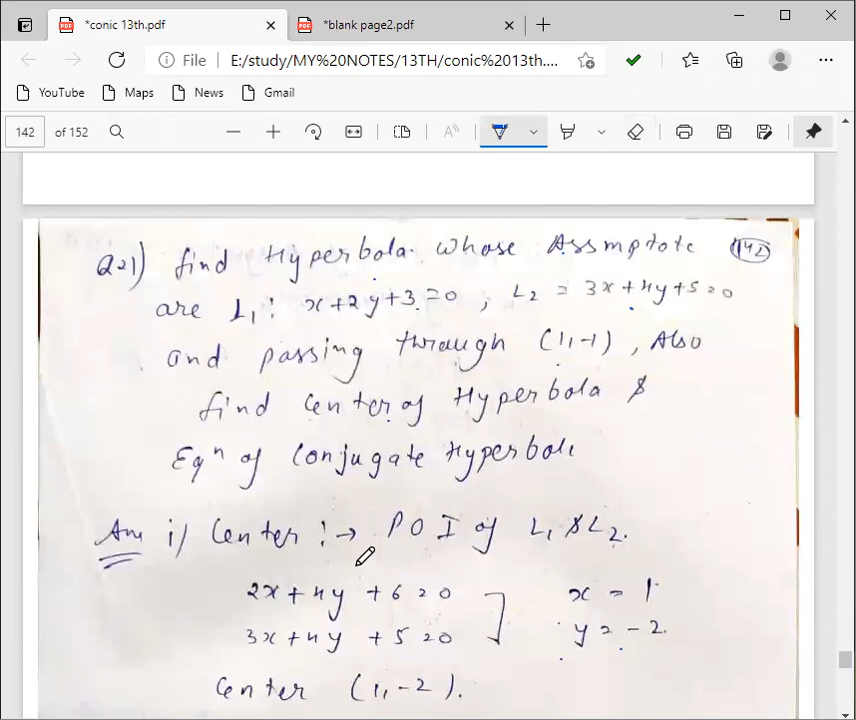 *conic 13th.pdf
*blank page2.pdf
File E:/study/MY%20NOTES/13TH/conic%2013th....
YouTube Maps News Gmail
142 of 152
Q21) find Hyperbola whose Assmptote 142
are L1 : x+2y+3=0 ; L2 = 3x+4y+5=0
and passing through (1,-1), Also
find Center of Hyperbola &
Eqn of Conjugate Hyperbola
Ans i) Center :→ POI of L1 & L2.
2x+4y+6=0 ] x = 1
3x+4y+5=0 ] y = -2.
Center (1,-2).